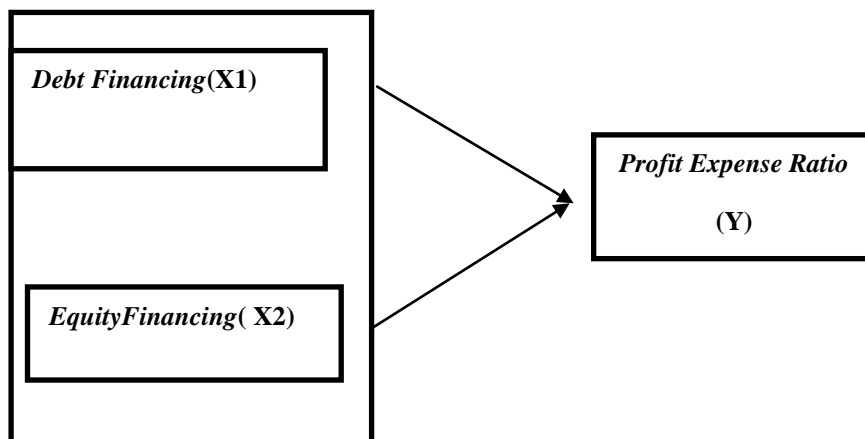 Debt Financing(X1)
Profit Expense Ratio
(Y)
EquityFinancing( X2)